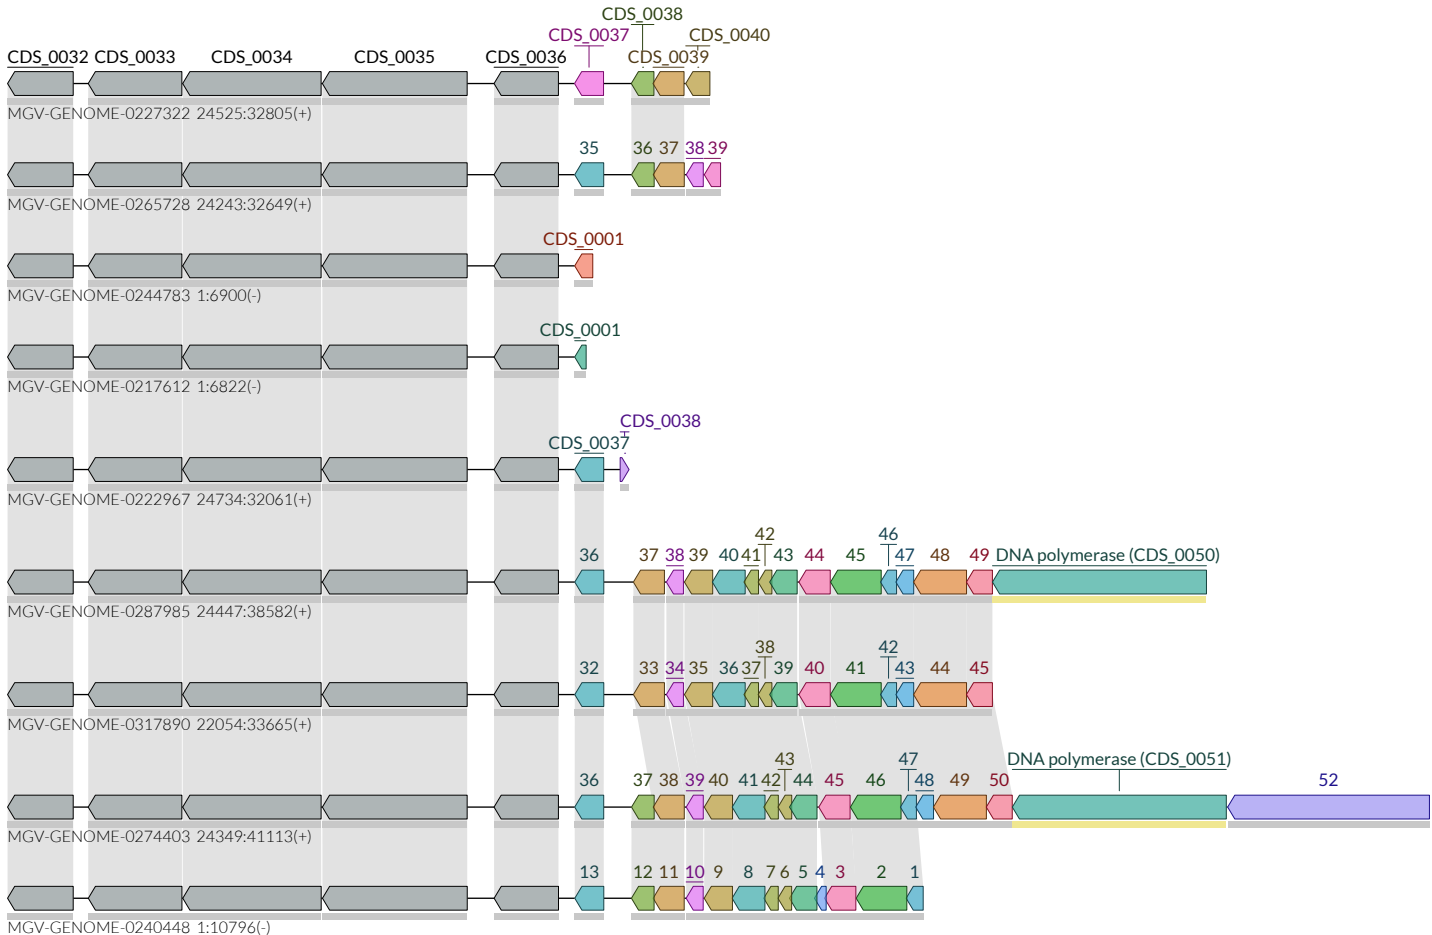 CDS_0038
CDS_0037 CDS_0040
CDS_0032 CDS_0033 CDS_0034 CDS_0035 CDS_0036 CDS_0039
MGV-GENOME-0227322 24525:32805(+)
35 36 37 38 39
MGV-GENOME-0265728 24243:32649(+)
CDS_0001
MGV-GENOME-0244783 1:6900(-)
CDS_0001
MGV-GENOME-0217612 1:6822(-)
CDS_0038
CDS_0037
MGV-GENOME-0222967 24734:32061(+)
42 46
36 37 38 39 40 41 43 44 45 47 48 49 DNA polymerase (CDS_0050)
MGV-GENOME-0287985 24447:38582(+)
38 42
32 33 34 35 36 37 39 40 41 43 44 45
MGV-GENOME-0317890 22054:33665(+)
43 47 DNA polymerase (CDS_0051)
36 37 38 39 40 41 42 44 45 46 48 49 50 52
MGV-GENOME-0274403 24349:41113(+)
13 12 11 10 9 8 7 6 5 4 3 2 1
MGV-GENOME-0240448 1:10796(-)